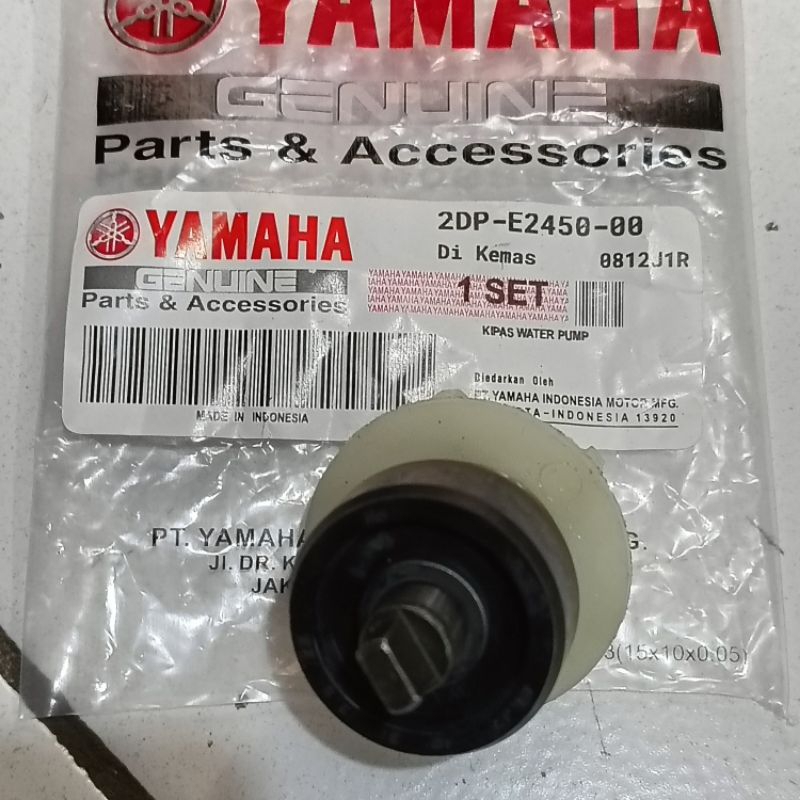 YAMAHA
GENUINE
Parts & Accessories
YAMAHA
GENUINE
Parts & Accessories
2DP-E2450-00
Di Kemas 0812J1R
1 SET
KIPAS WATER PUMP
MADE IN INDONESIA
Diedarkan Oleh
PT. YAMAHA INDONESIA MOTOR MFG.
-INDONESIA 13920
PT. YAMAHA
Jl. DR. K
JAK
(15x10x0.05)